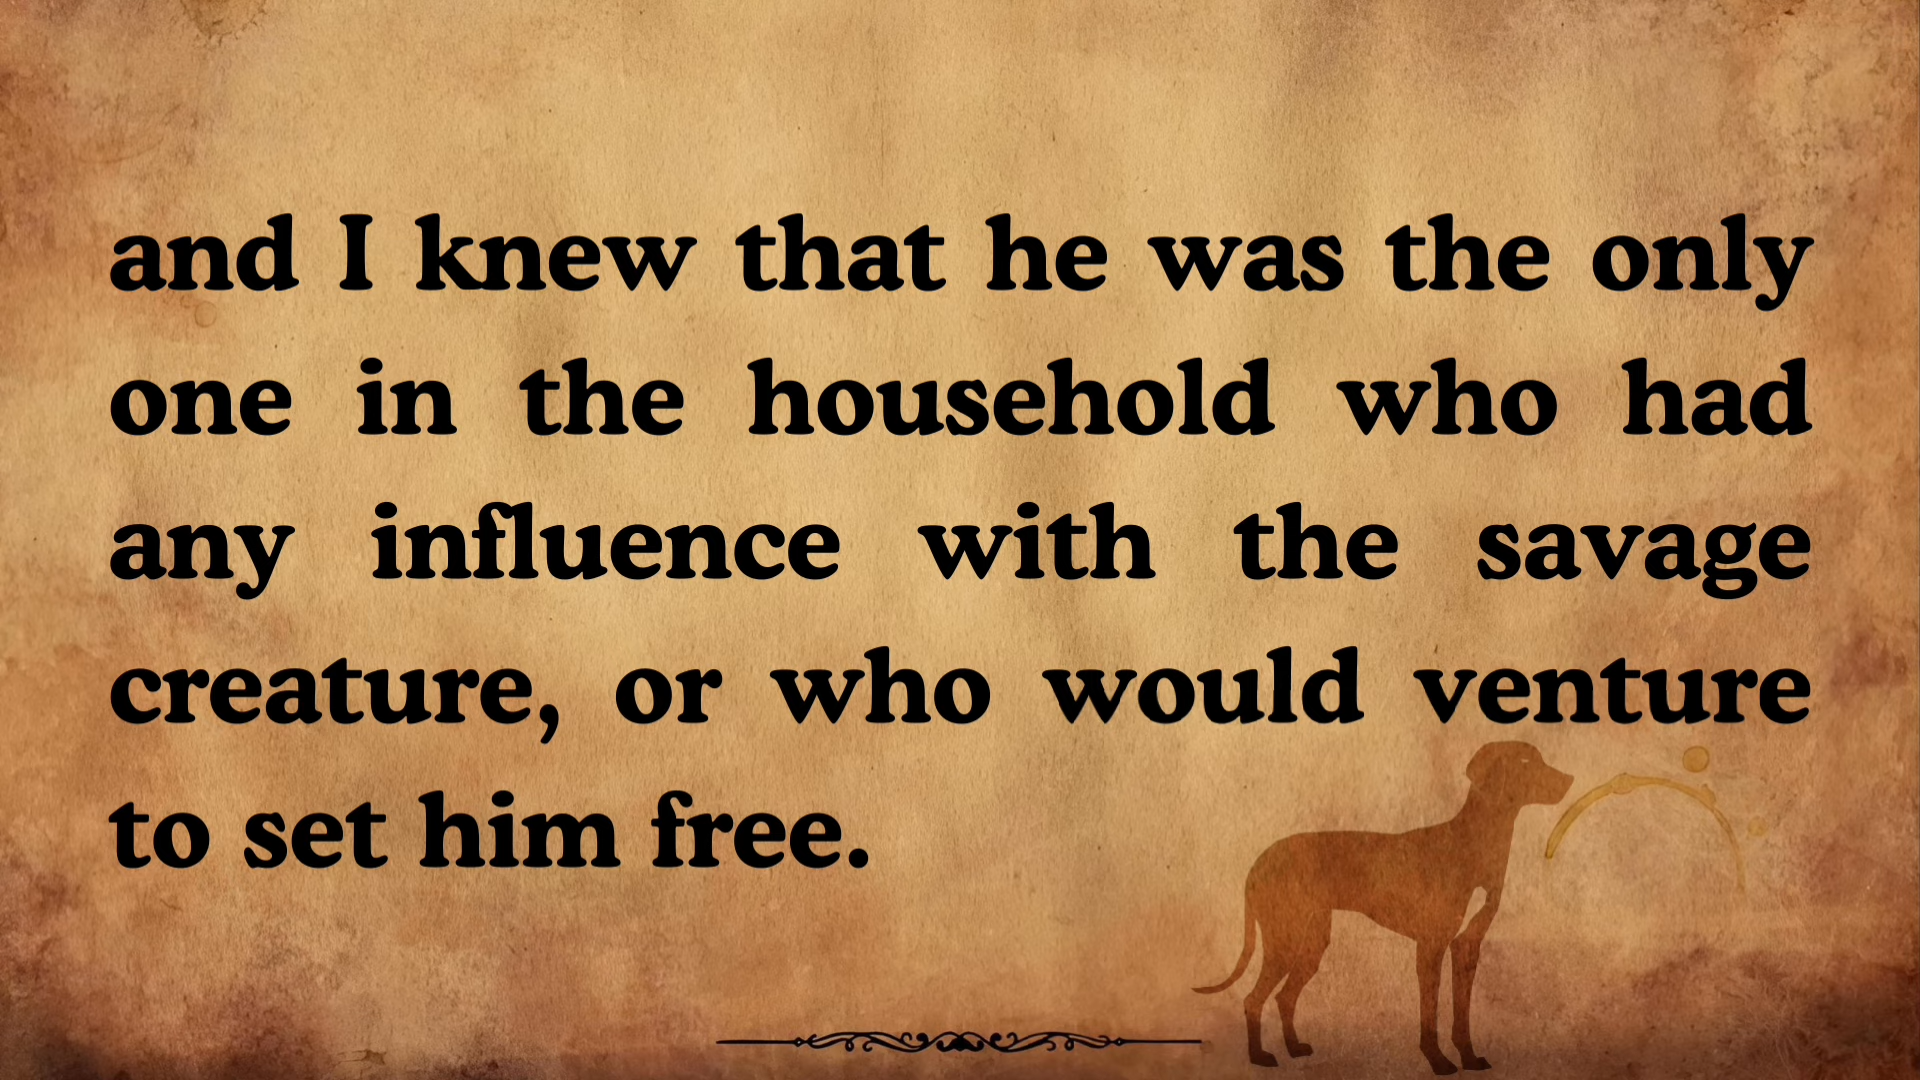 and I knew that he was the only
one in the household who had
any influence with the savage
creature, or who would venture
to set him free.